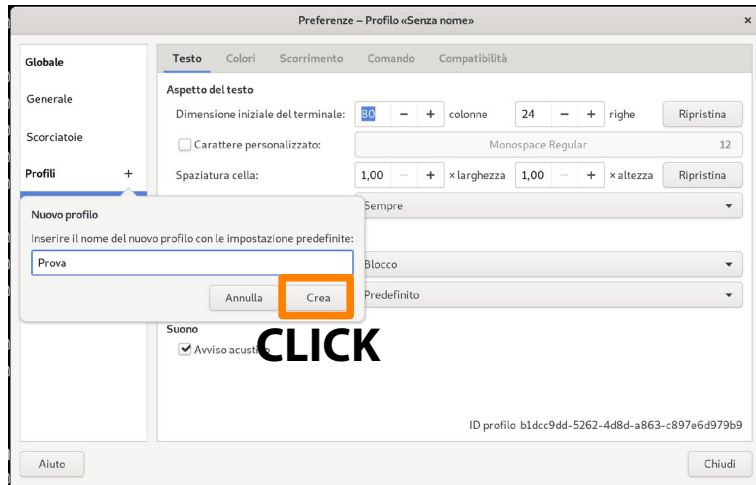 Preferenze – Profilo «Senza nome» ×
Globale
Generale
Scorciatoie
Profili +
Testo Colori Scorrimento Comando Compatibilità
Aspetto del testo
Dimensione iniziale del terminale: 80 − + colonne 24 − + righe Ripristina
Carattere personalizzato: Monospace Regular 12
Spaziatura cella: 1,00 − + × larghezza 1,00 − + × altezza Ripristina
Sempre
Nuovo profilo
Inserire il nome del nuovo profilo con le impostazione predefinite:
Prova
Annulla Crea
Blocco
Predefinito
CLICK
Suono
Avviso acustico
ID profilo b1dcc9dd-5262-4d8d-a863-c897e6d979b9
Aiuto Chiudi